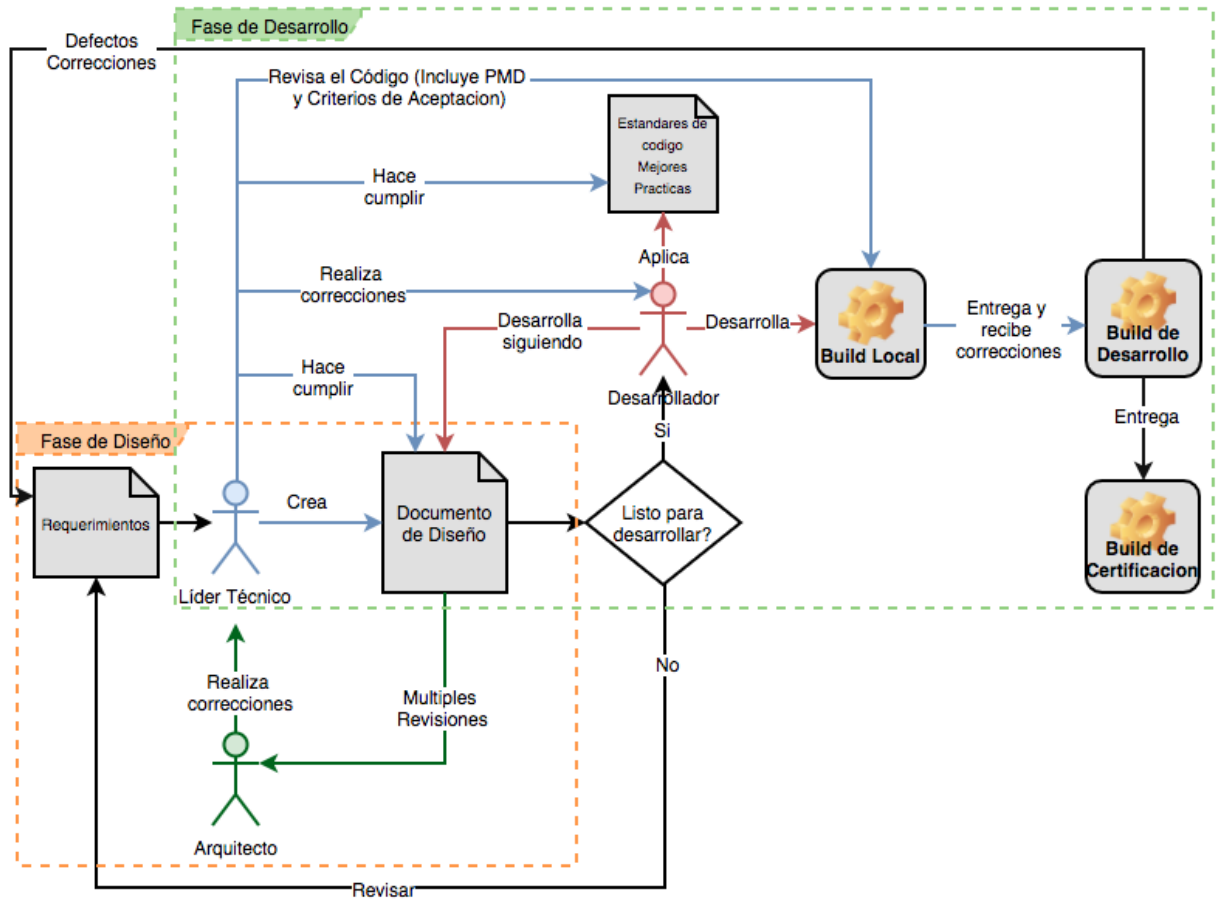 Fase de Desarrollo
Defectos
Correcciones
Revisa el Código (Incluye PMD
y Criterios de Aceptacion)
Estandares de
codigo
Mejores
Practicas
Hace
cumplir
Aplica
Realiza
correcciones
Desarrolla
siguiendo
Desarrolla
Build Local
Entrega y
recibe
correcciones
Build de
Desarrollo
Hace
cumplir
Desarrollador
Entrega
Si
Fase de Diseño
Requerimientos
Crea
Documento
de Diseño
Listo para
desarrollar?
Build de
Certificacion
Líder Técnico
No
Realiza
correcciones
Multiples
Revisiones
Arquitecto
Revisar